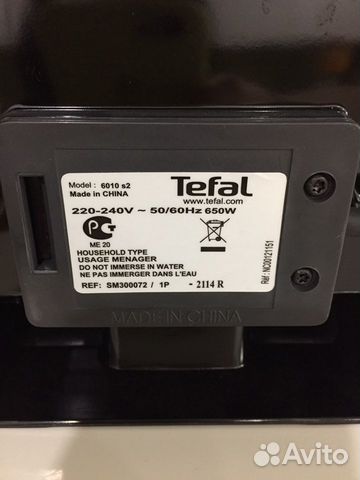 Model : 6010 s2
Made in CHINA
Tefal
www.tefal.com
220-240V ~ 50/60Hz 650W
ME 20
HOUSEHOLD TYPE
USAGE MENAGER
DO NOT IMMERSE IN WATER
NE PAS IMMERGER DANS L'EAU
REF: SM300072 / 1P - 2114 R
Réf : NC00121151
MADE IN CHINA
Avito